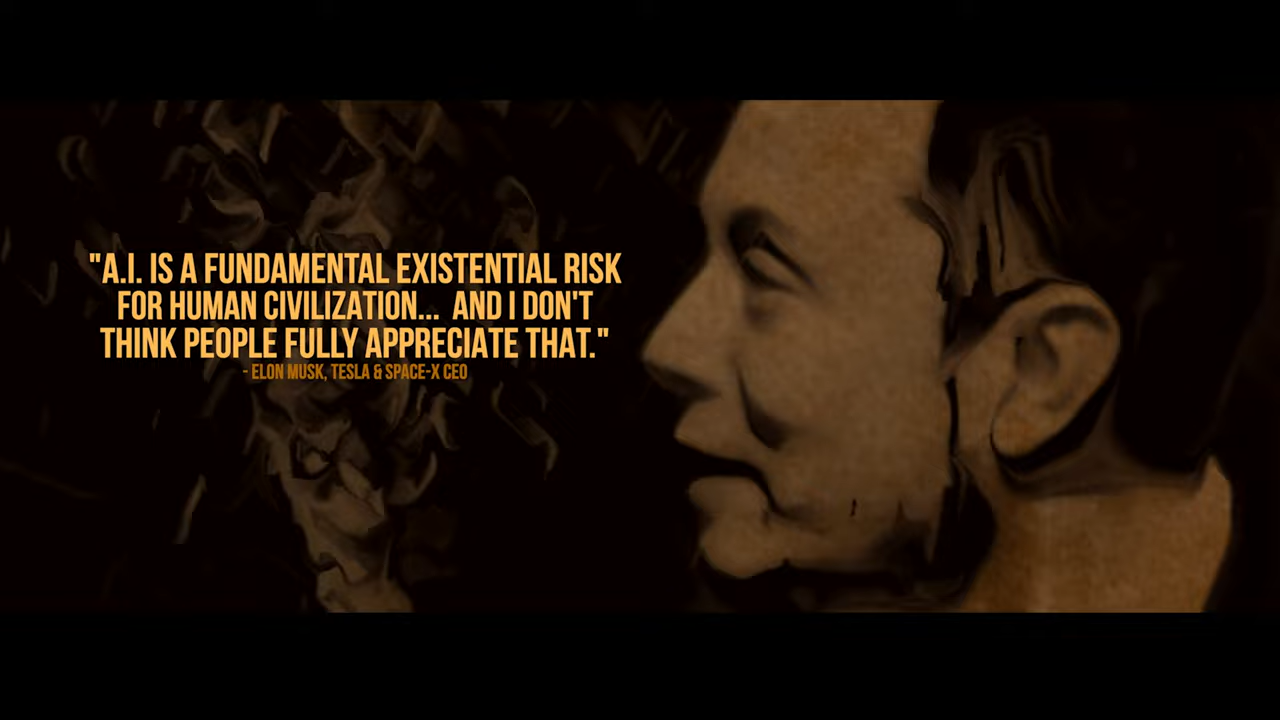 "A.I. IS A FUNDAMENTAL EXISTENTIAL RISK
FOR HUMAN CIVILIZATION... AND I DON'T
THINK PEOPLE FULLY APPRECIATE THAT."
- ELON MUSK, TESLA & SPACE-X CEO